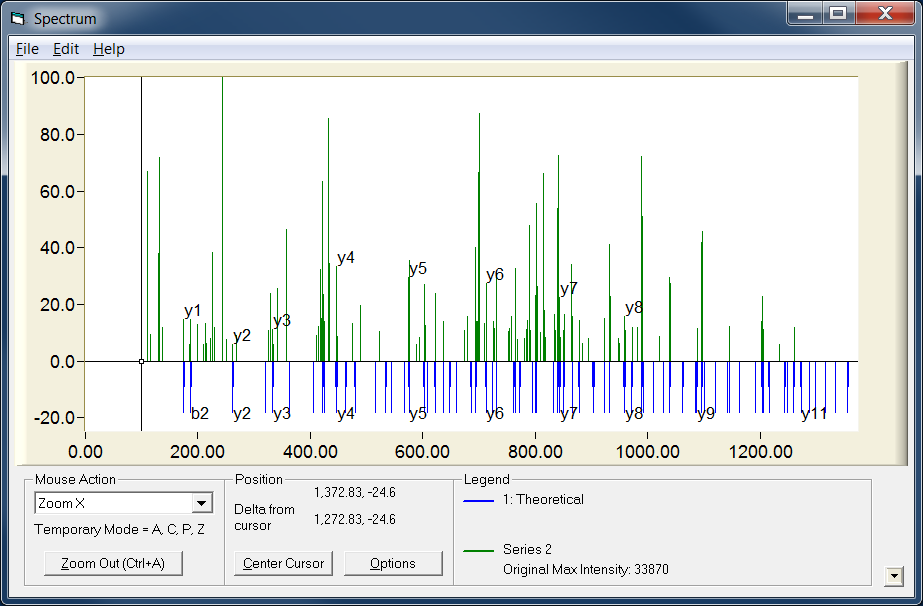 Spectrum
File Edit Help
100.0
80.0
60.0
40.0
20.0
0.0
-20.0
y1
y2
y3
y4
y5
y6
y7
y8
b2 y2 y3 y4 y5 y6 y7 y8 y9 y11
0.00 200.00 400.00 600.00 800.00 1000.00 1200.00
Mouse Action
Zoom X
Temporary Mode = A, C, P, Z
Zoom Out (Ctrl+A)
Position
1,372.83, -24.6
Delta from
cursor
1,272.83, -24.6
Center Cursor
Options
Legend
1: Theoretical
Series 2
Original Max Intensity: 33870